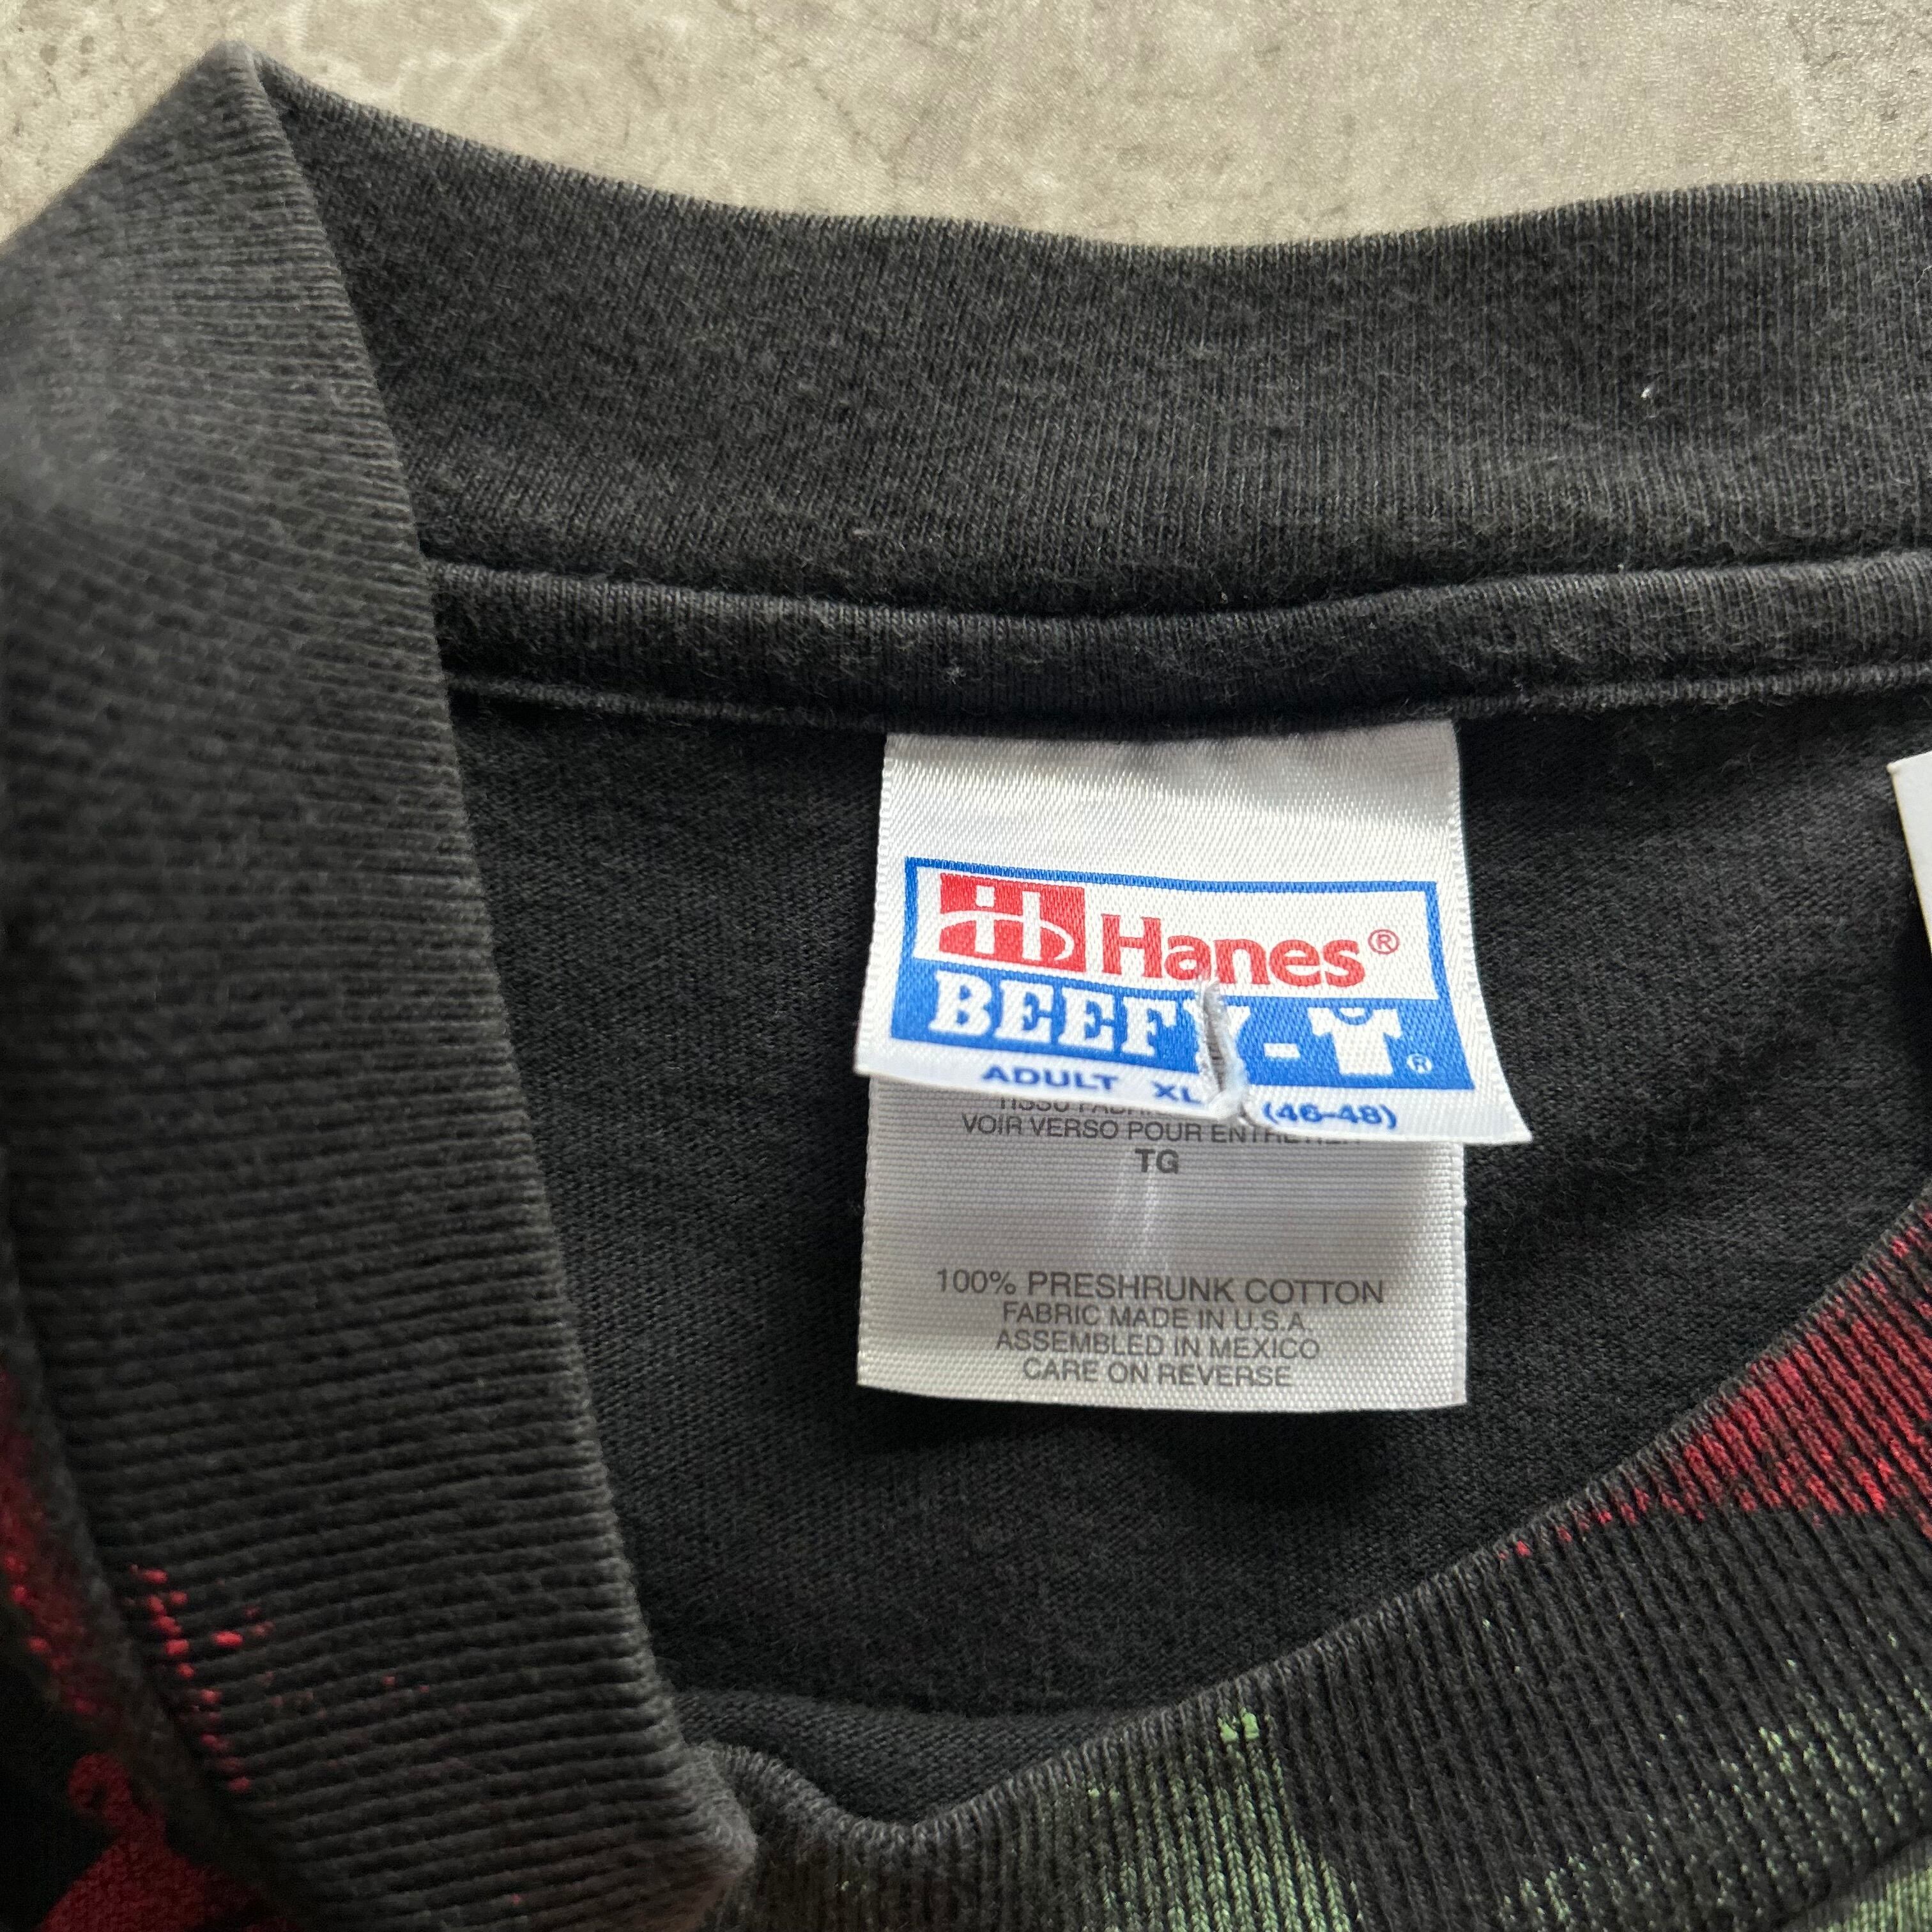 Hanes®
BEEFY-T®
ADULT XL (46-48)
VOIR VERSO POUR
TG
100% PRESHRUNK COTTON
FABRIC MADE IN U.S.A.
ASSEMBLED IN MEXICO
CARE ON REVERSE